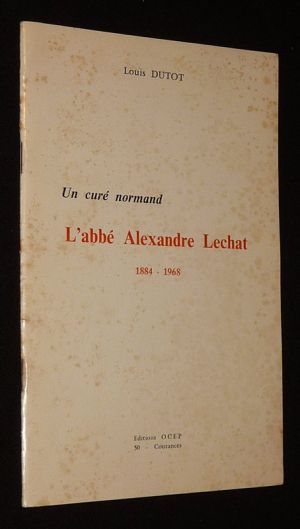 Louis DUTOT
Un curé normand
L'abbé Alexandre Lechat
1884 - 1968
Editions OCEP
50 - Coutances